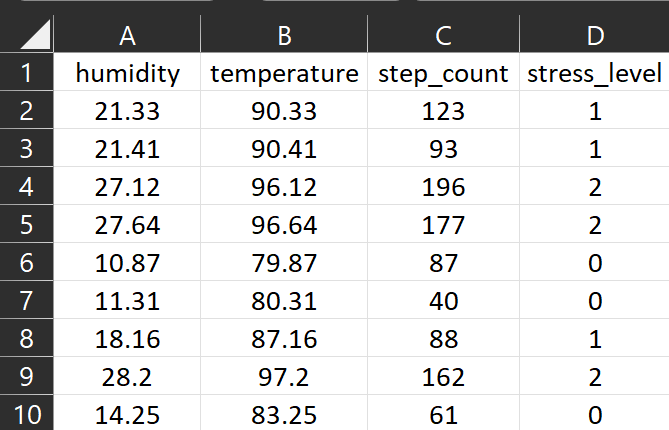 A B C D
1 humidity temperature step_count stress_level
2 21.33 90.33 123 1
3 21.41 90.41 93 1
4 27.12 96.12 196 2
5 27.64 96.64 177 2
6 10.87 79.87 87 0
7 11.31 80.31 40 0
8 18.16 87.16 88 1
9 28.2 97.2 162 2
10 14.25 83.25 61 0